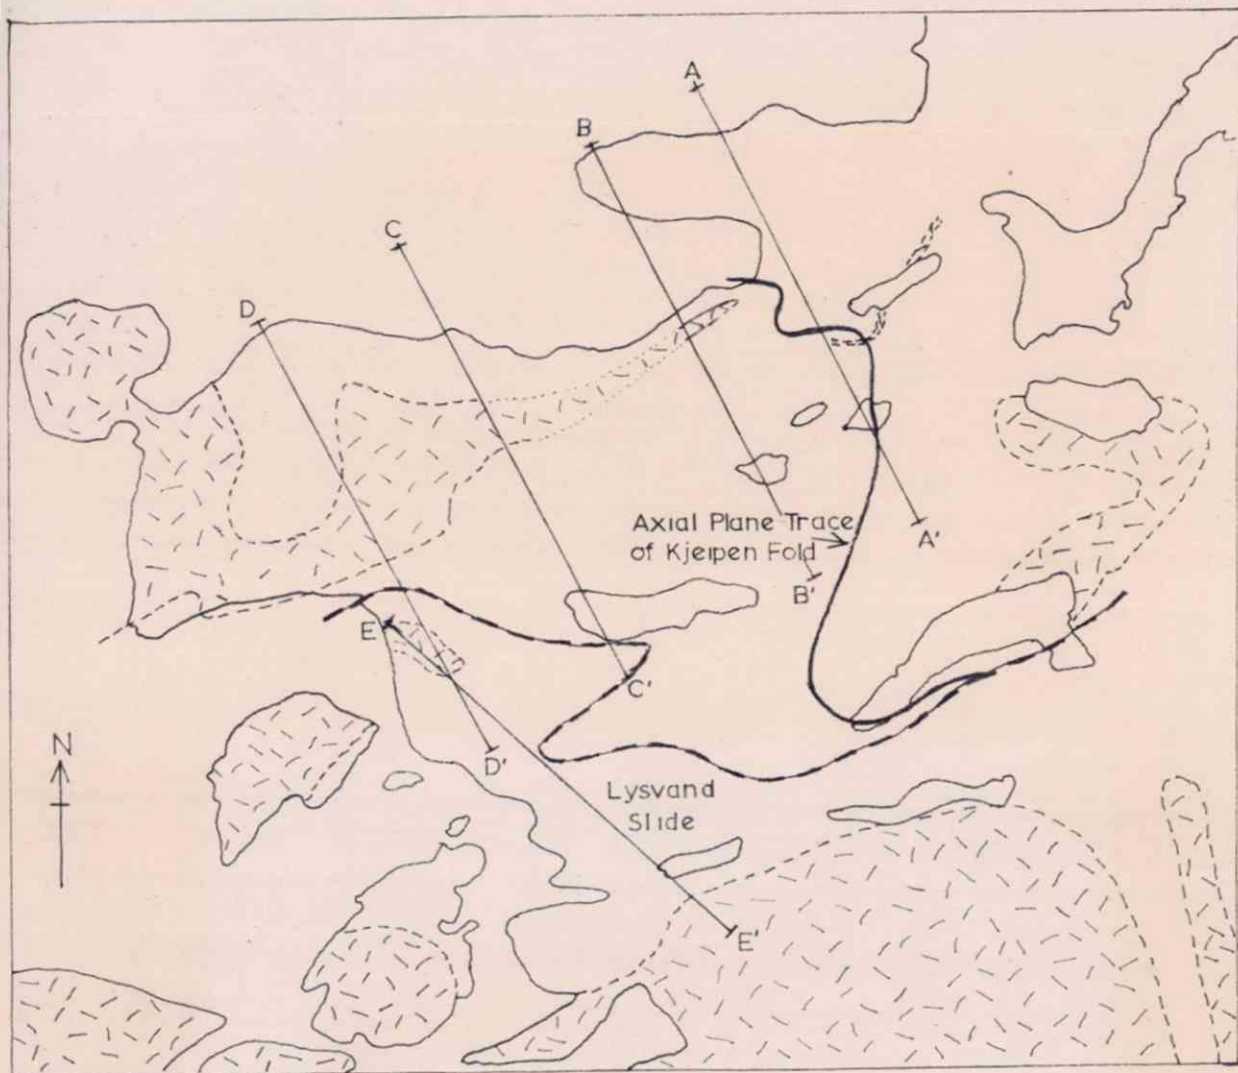 A
B
C
D
Axial Plane Trace
of Kjeipen Fold
A'
B'
E
C'
N
D'
Lysvand
Slide
E'